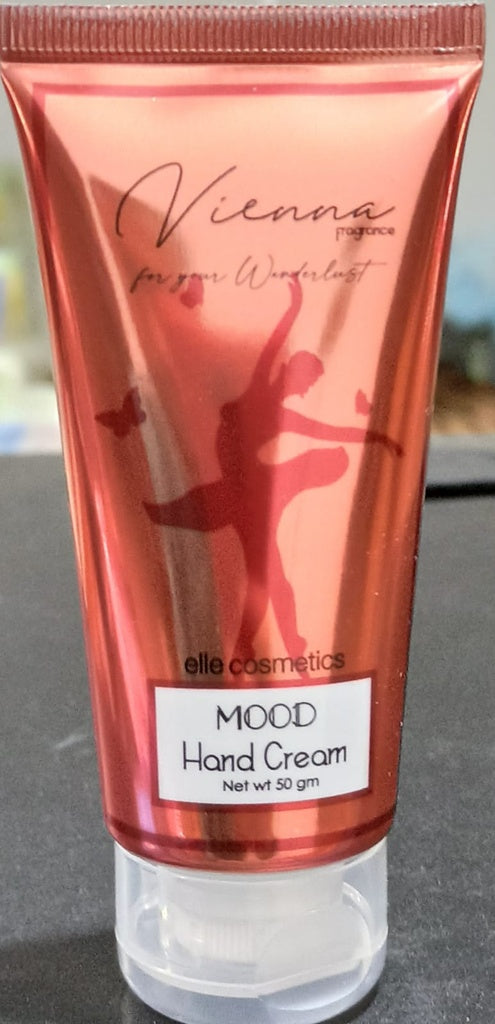 Vienna
fragrance
for your Wanderlust
elle cosmetics
MOOD
Hand Cream
Net wt 50 gm